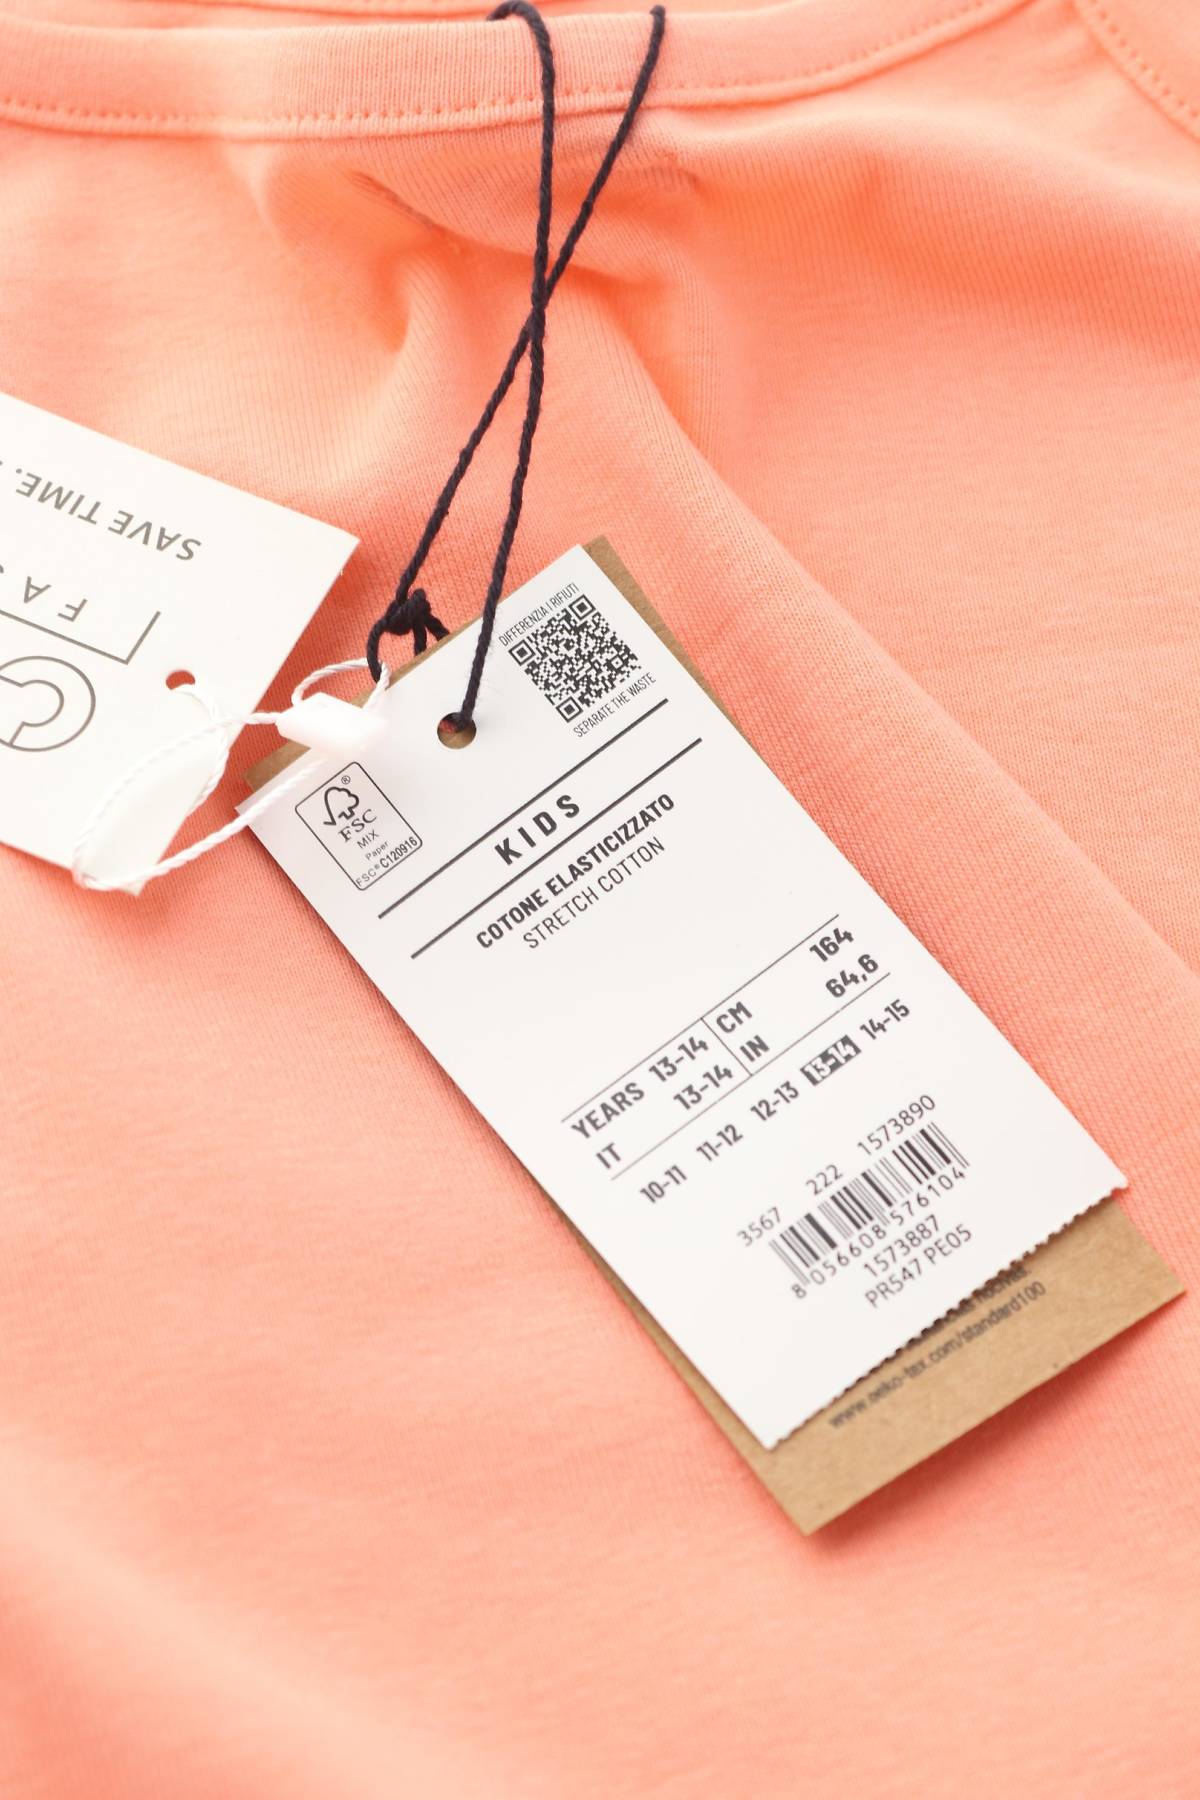 SAVE TIME.
FA
C
DIFFERENZIA I RIFIUTI
SEPARATE THE WASTE
®
FSC
MIX
Paper
FSC® C120916
KIDS
COTONE ELASTICIZZATO
STRETCH COTTON
YEARS 13-14 CM 164
IT 13-14 IN 64,6
10-11 11-12 12-13 13-14 14-15
3567 222 1573890
8 056608 576104
1573887
PR547 PE05
nocives.
www.oeko-tex.com/standard100